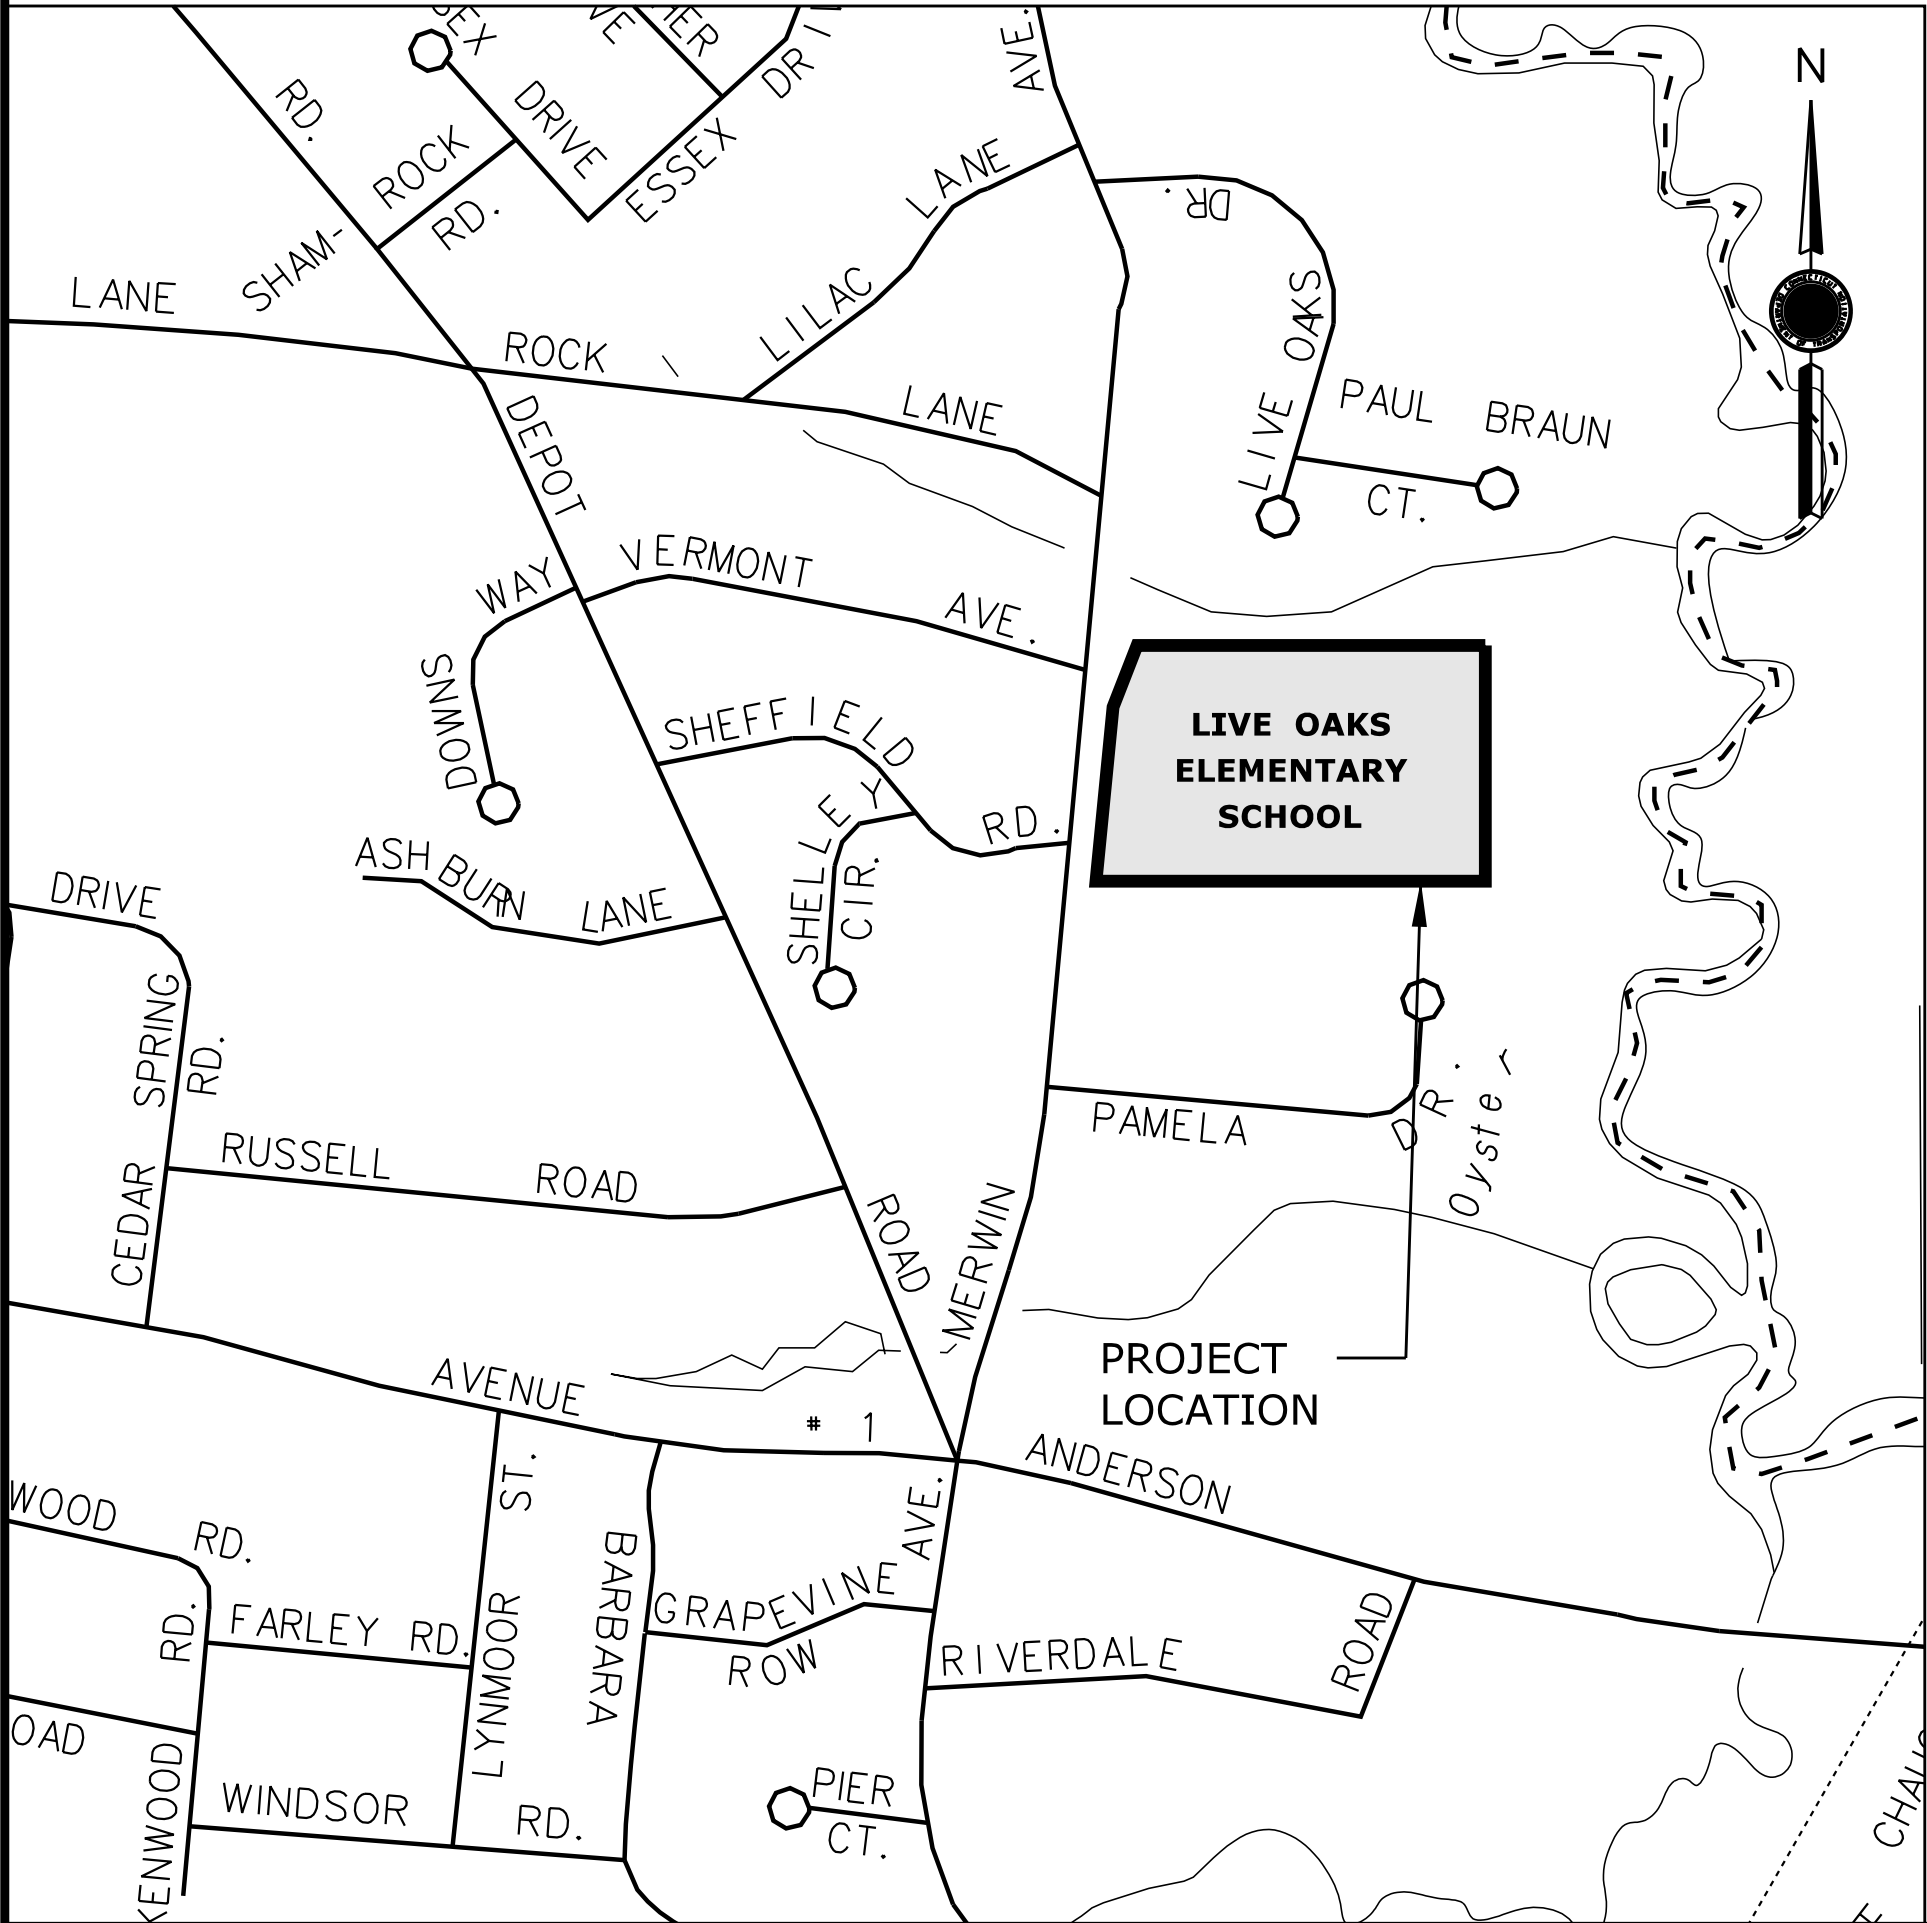 N
AVE.
RD.
DRIVE
ESSEX DRI
SHAM-
ROCK
RD.
LANE
ROCK
LANE
LILAC LANE
DR.
LIVE OAKS
PAUL BRAUN
CT.
DEPOT
WAY
DOWNS
VERMONT AVE.
SHEFFIELD RD.
SHELLEY
CIR.
ASHBURN LANE
LIVE OAKS
ELEMENTARY
SCHOOL
DRIVE
CEDAR SPRING
RD.
RUSSELL ROAD
ROAD
MERWIN
PAMELA DR.
Oyster
PROJECT
LOCATION
AVENUE
# 1
ANDERSON
AVE.
WOOD RD.
RD.
FARLEY RD.
ST.
LYNMOOR
BARBARA
GRAPEVINE
ROW
RIVERDALE
ROAD
OAD
KENWOOD
WINDSOR RD.
PIER
CT.